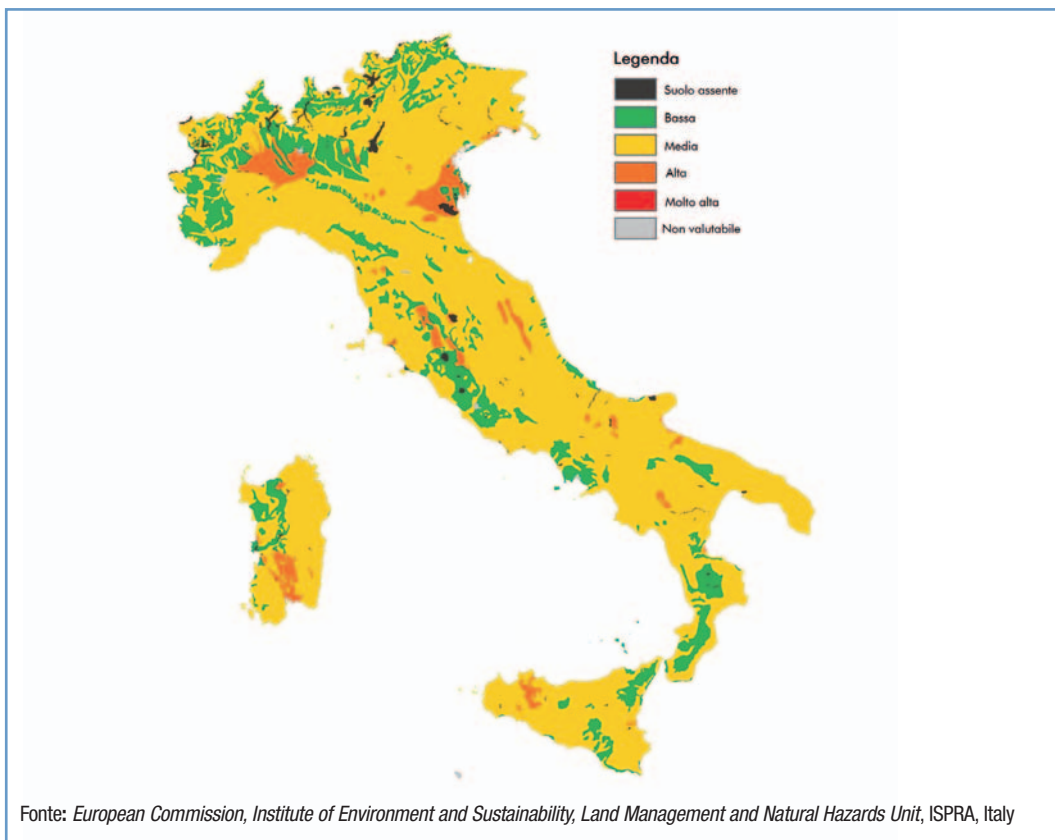 Legenda
Suolo assente
Bassa
Media
Alta
Molto alta
Non valutabile
Fonte: European Commission, Institute of Environment and Sustainability, Land Management and Natural Hazards Unit, ISPRA, Italy